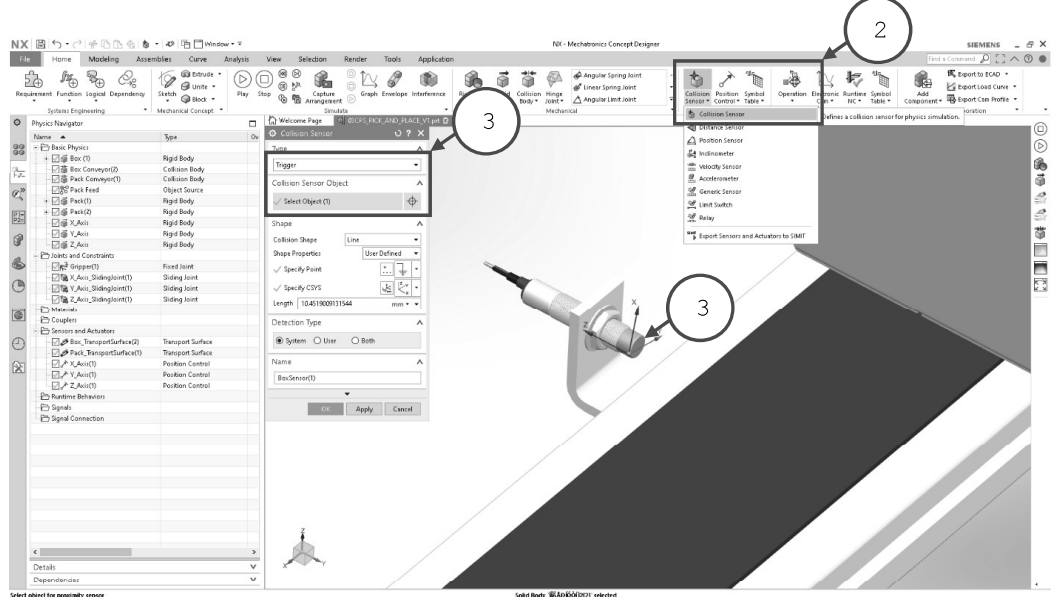 2
NX Window NX - Mechatronics Concept Designer SIEMENS
File Home Modeling Assemblies Curve Analysis View Selection Render Tools Application Find a Command
Requirement Function Logical Dependency
Systems Engineering
Sketch Extrude
Unite
Block
Mechanical Concept
Play Stop Capture
Arrangement Graph Envelope Interference
Simulate
Collision
Body Hinge
Joint
Angular Spring Joint
Linear Spring Joint
Angular Limit Joint
Mechanical
Collision
Sensor Position
Control Symbol
Table
Operation Electronic
Cam Runtime
NC Symbol
Table
Add
Component
Export to ECAD
Export Load Curve
Export Cam Profile
Collision Sensor
Defines a collision sensor for physics simulation.
Distance Sensor
Position Sensor
Inclinometer
Velocity Sensor
Accelerometer
Generic Sensor
Limit Switch
Relay
Export Sensors and Actuators to SIMIT
Physics Navigator
Name Type
Basic Physics
Box (1) Rigid Body
Box Conveyor(2) Collision Body
Pack Conveyor(1) Collision Body
Pack Feed Object Source
Pack(1) Rigid Body
Pack(2) Rigid Body
X_Axis Rigid Body
Y_Axis Rigid Body
Z_Axis Rigid Body
Joints and Constraints
Gripper(1) Fixed Joint
X_Axis_SlidingJoint(1) Sliding Joint
Y_Axis_SlidingJoint(1) Sliding Joint
Z_Axis_SlidingJoint(1) Sliding Joint
Materials
Couplers
Sensors and Actuators
Box_TransportSurface(2) Transport Surface
Pack_TransportSurface(1) Transport Surface
X_Axis(1) Position Control
Y_Axis(1) Position Control
Z_Axis(1) Position Control
Runtime Behaviors
Signals
Signal Connection
Details
Dependencies
Welcome Page
3
Collision Sensor
Type
Trigger
Collision Sensor Object
Select Object (1)
Shape
Collision Shape Line
Shape Properties User Defined
Specify Point
Specify CSYS
Length 10.4519009131544 mm
Detection Type
System User Both
Name
BoxSensor(1)
OK Apply Cancel
3
X
Z
Z
X Y
Select object for proximity sensor
Solid Body selected